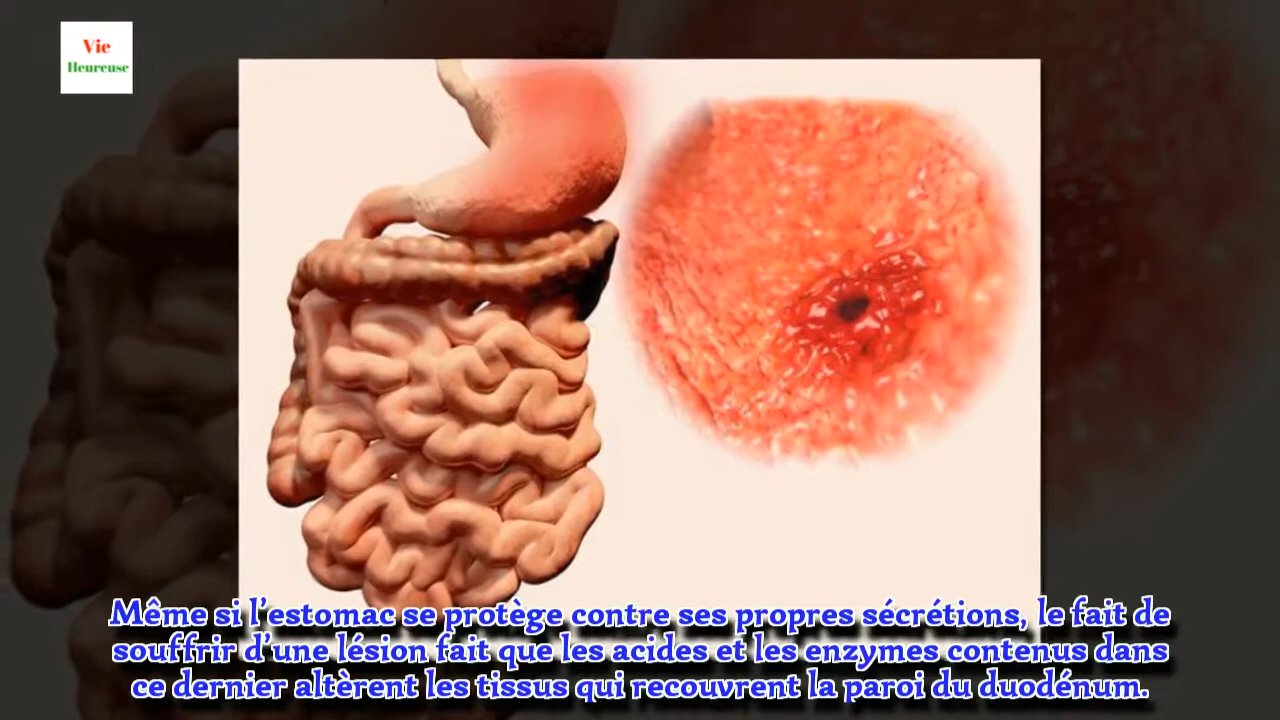 Vie
Heureuse
Même si l'estomac se protège contre ses propres sécrétions, le fait de
souffrir d'une lésion fait que les acides et les enzymes contenus dans
ce dernier altèrent les tissus qui recouvrent la paroi du duodénum.